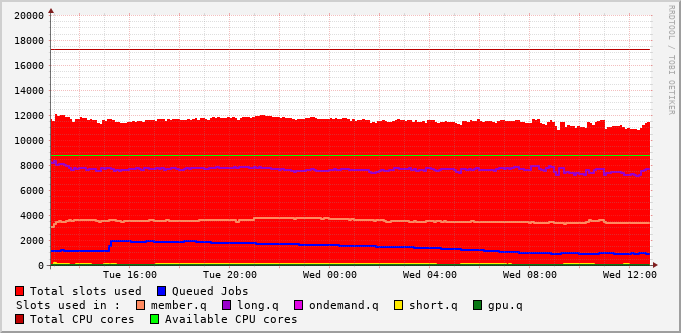 20000
18000
16000
14000
12000
10000
8000
6000
4000
2000
0
Tue 16:00 Tue 20:00 Wed 00:00 Wed 04:00 Wed 08:00 Wed 12:00
RRDTOOL / TOBI OETIKER
Total slots used Queued Jobs
Slots used in : member.q long.q ondemand.q short.q gpu.q
Total CPU cores Available CPU cores